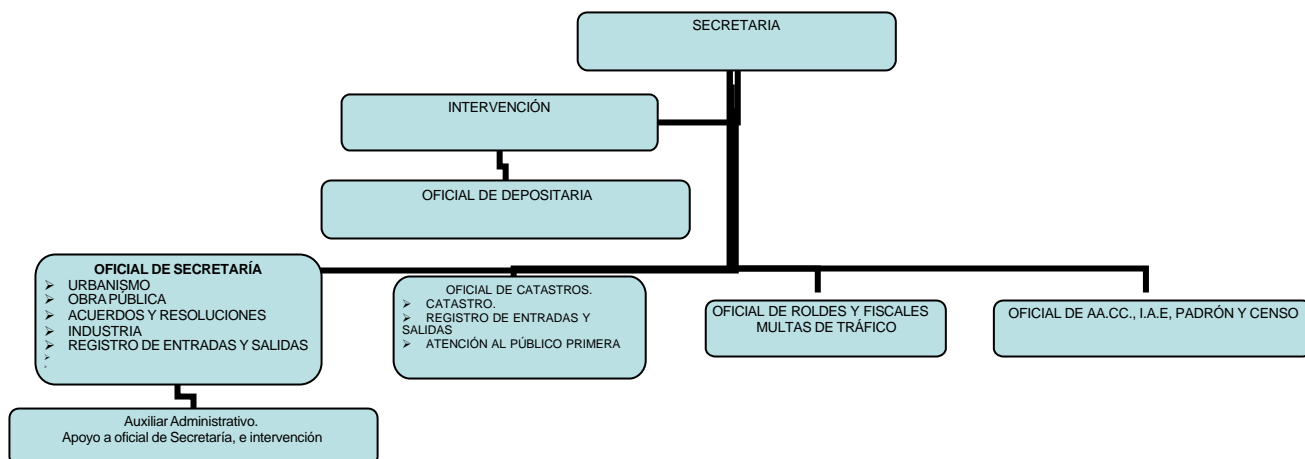 SECRETARIA
INTERVENCIÓN
OFICIAL DE DEPOSITARIA
OFICIAL DE SECRETARÍA
➢ URBANISMO
➢ OBRA PÚBLICA
➢ ACUERDOS Y RESOLUCIONES
➢ INDUSTRIA
➢ REGISTRO DE ENTRADAS Y SALIDAS
OFICIAL DE CATASTROS.
➢ CATASTRO.
➢ REGISTRO DE ENTRADAS Y
SALIDAS
➢ ATENCIÓN AL PÚBLICO PRIMERA
OFICIAL DE ROLDES Y FISCALES
MULTAS DE TRÁFICO
OFICIAL DE AA.CC., I.A.E, PADRÓN Y CENSO
Auxiliar Administrativo.
Apoyo a oficial de Secretaría, e intervención